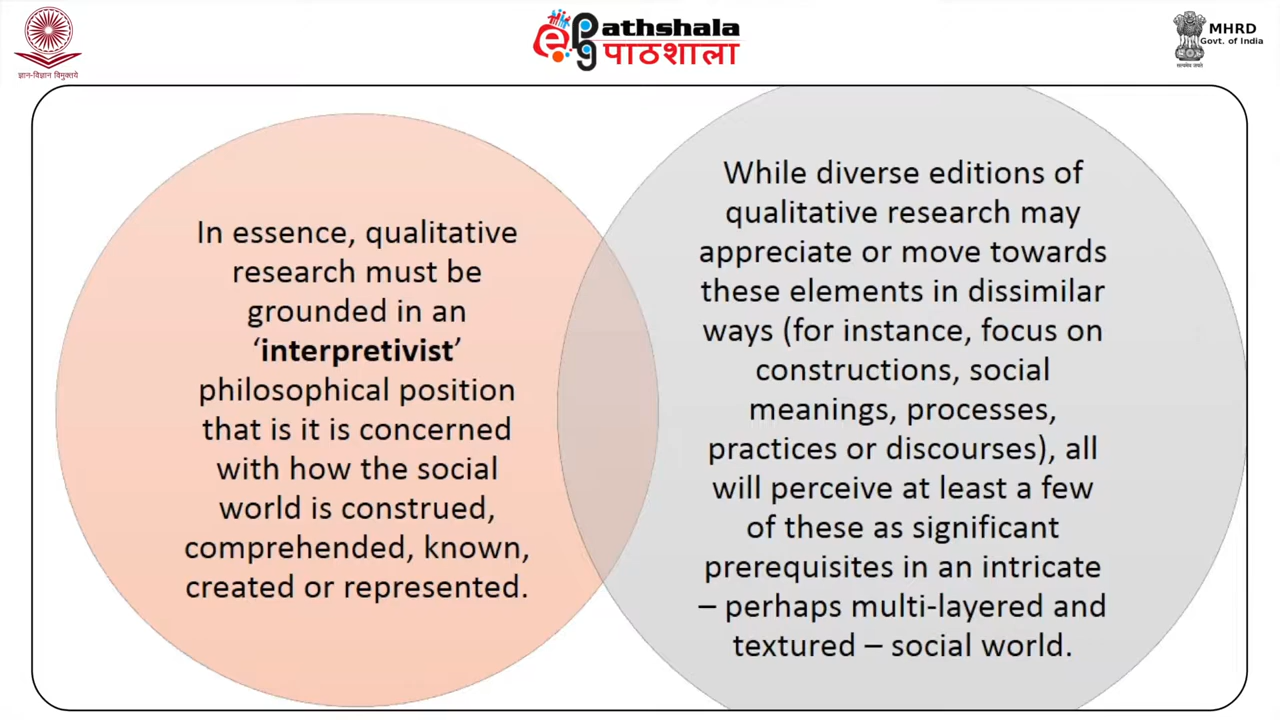 ज्ञान-विज्ञान विमुक्तये
e pg athshala
पाठशाला
MHRD
Govt. of India
सत्यमेव जयते
In essence, qualitative
research must be
grounded in an
‘interpretivist’
philosophical position
that is it is concerned
with how the social
world is construed,
comprehended, known,
created or represented.
While diverse editions of
qualitative research may
appreciate or move towards
these elements in dissimilar
ways (for instance, focus on
constructions, social
meanings, processes,
practices or discourses), all
will perceive at least a few
of these as significant
prerequisites in an intricate
– perhaps multi-layered and
textured – social world.